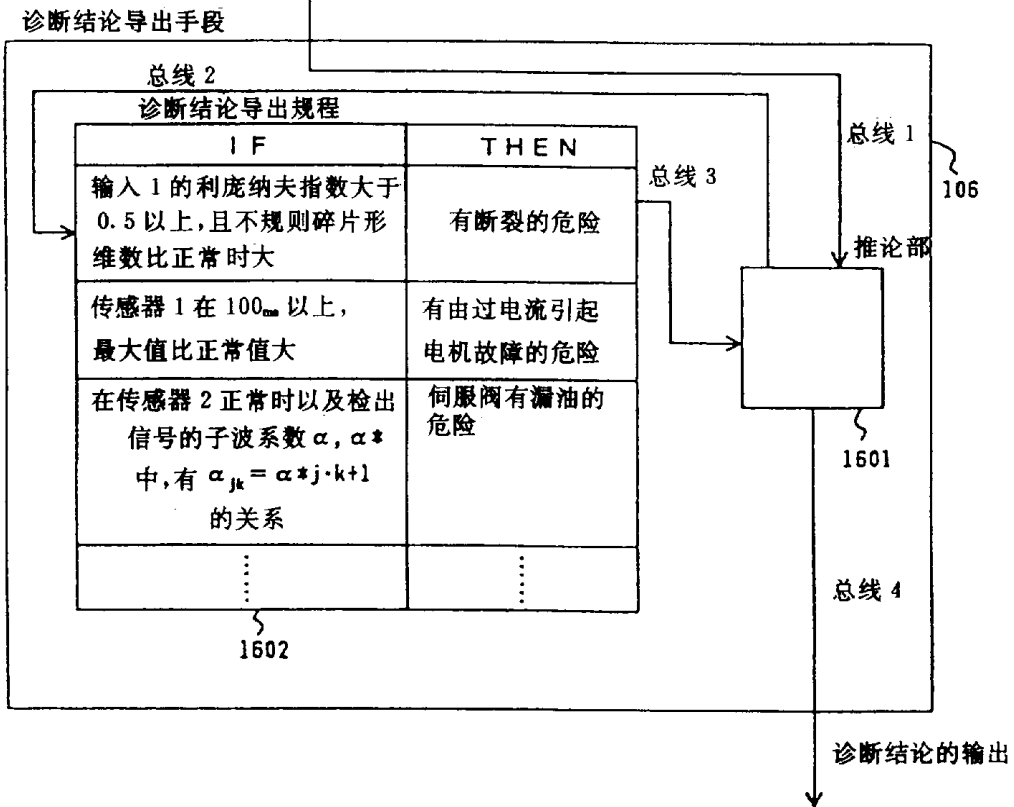 诊断结论导出手段
总线 2
诊断结论导出规程
IF
THEN
输入 1 的利庞纳夫指数大于
0.5 以上，且不规则碎片形
维数比正常时大
有断裂的危险
传感器 1 在 100ms 以上，
最大值比正常值大
有由过电流引起
电机故障的危险
在传感器 2 正常时以及检出
信号的子波系数 α, α*
中，有 αjk = α*j·k+1
的关系
伺服阀有漏油的
危险
1602
总线 3
总线 1
106
推论部
1601
总线 4
诊断结论的输出